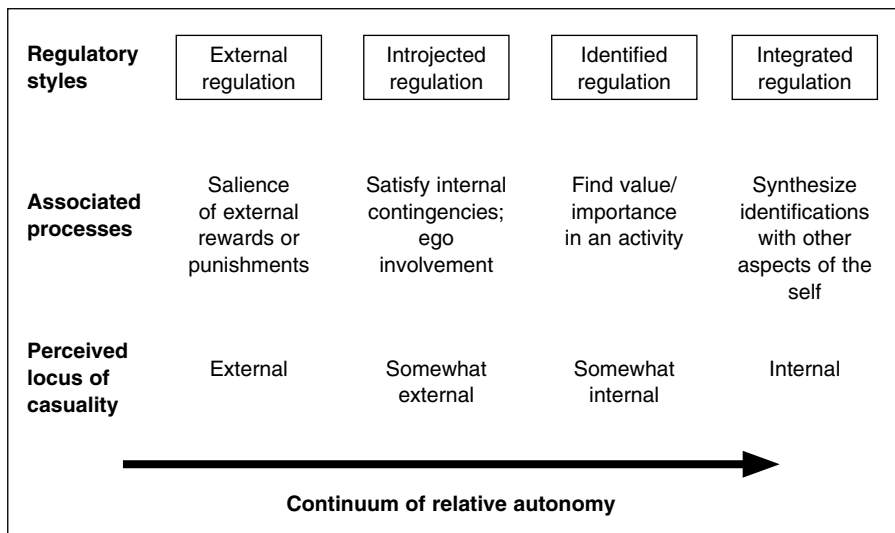 Regulatory
styles
External
regulation
Introjected
regulation
Identified
regulation
Integrated
regulation
Associated
processes
Salience
of external
rewards or
punishments
Satisfy internal
contingencies;
ego
involvement
Find value/
importance
in an activity
Synthesize
identifications
with other
aspects of the
self
Perceived
locus of
casuality
External
Somewhat
external
Somewhat
internal
Internal
Continuum of relative autonomy